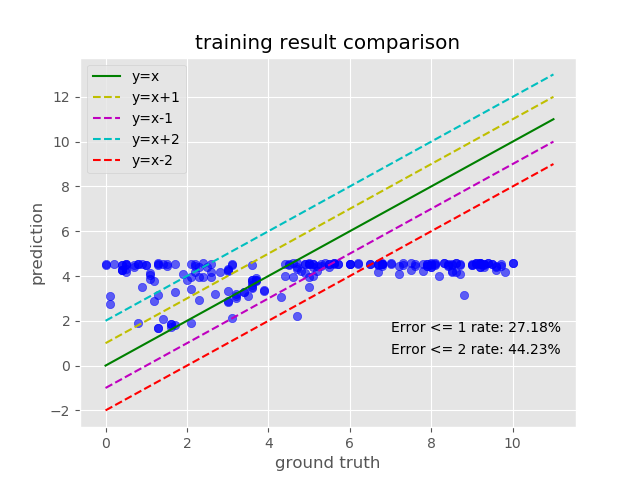 training result comparison
y=x
y=x+1
y=x-1
y=x+2
y=x-2
12
10
8
6
4
2
0
−2
prediction
Error <= 1 rate: 27.18%
Error <= 2 rate: 44.23%
0 2 4 6 8 10
ground truth